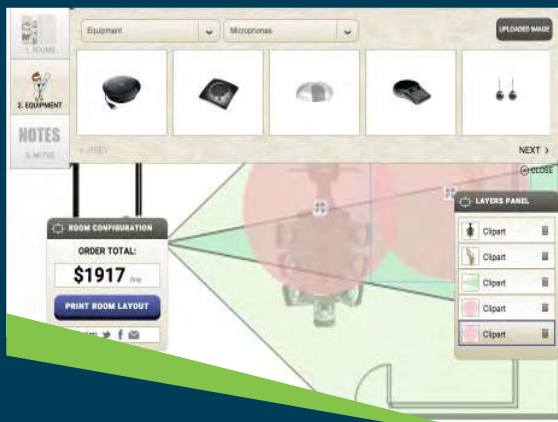 Equipment
Microphones
UPLOADED IMAGE
1. ROOMS
2. EQUIPMENT
NOTES
3. NOTES
< PREV
NEXT >
CLOSE
ROOM CONFIGURATION
ORDER TOTAL:
$1917
PRINT ROOM LAYOUT
LAYERS PANEL
Clipart
Clipart
Clipart
Clipart
Clipart